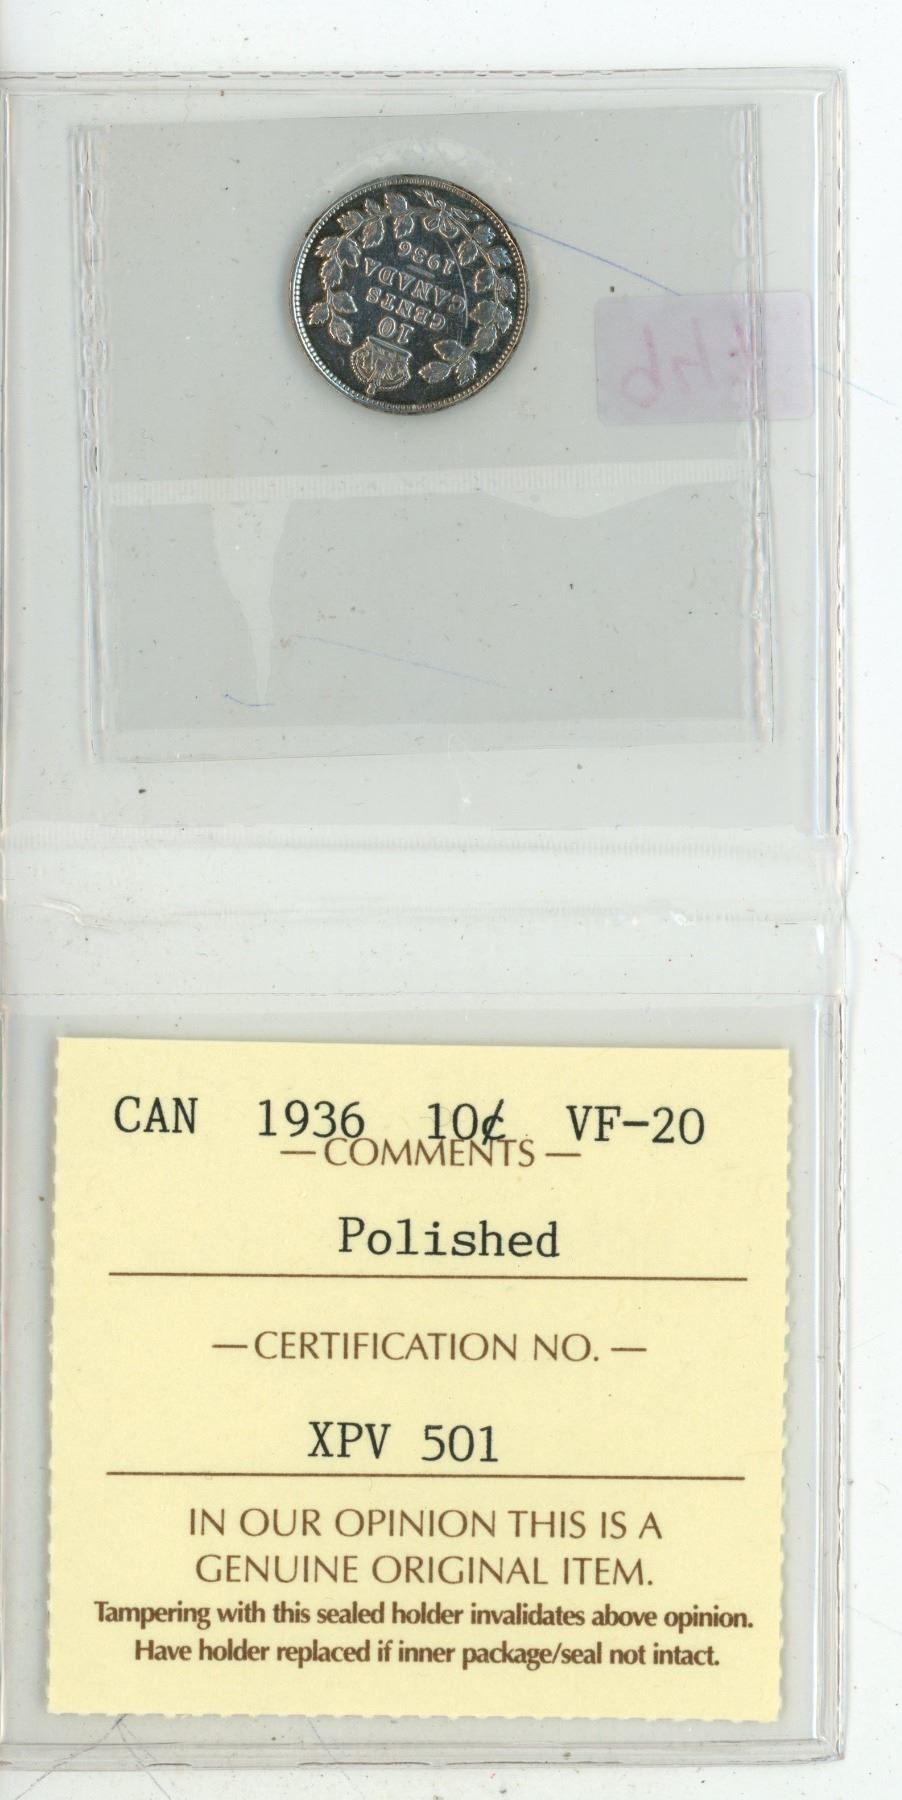 10
CENTS
CANADA
1936
CAN 1936 10¢ VF-20
— COMMENTS —
Polished
— CERTIFICATION NO. —
XPV 501
IN OUR OPINION THIS IS A
GENUINE ORIGINAL ITEM.
Tampering with this sealed holder invalidates above opinion.
Have holder replaced if inner package/seal not intact.